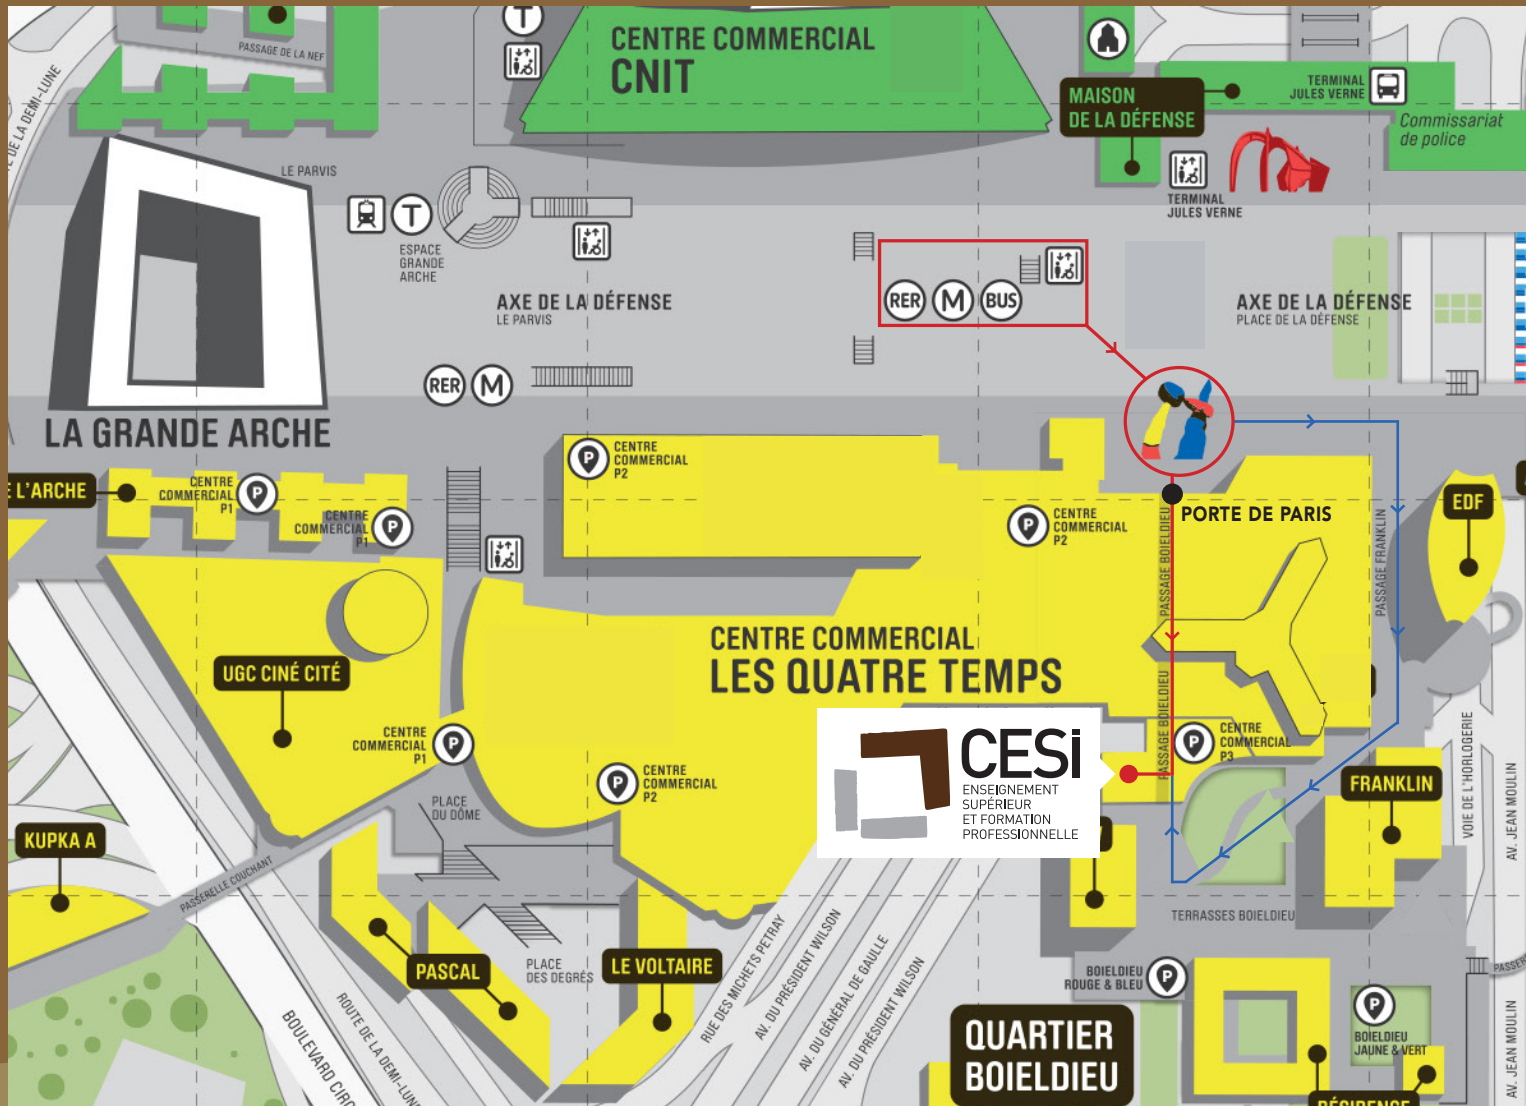 PASSAGE DE LA NEF
T
CENTRE COMMERCIAL
CNIT
TERMINAL
JULES VERNE
MAISON
DE LA DÉFENSE
Commissariat
de police
DE LA DEMI-LUNE
LE PARVIS
TERMINAL
JULES VERNE
T
ESPACE
GRANDE
ARCHE
AXE DE LA DÉFENSE
LE PARVIS
RER M BUS
AXE DE LA DÉFENSE
PLACE DE LA DÉFENSE
RER M
LA GRANDE ARCHE
P
CENTRE
COMMERCIAL
P2
E L'ARCHE
CENTRE
COMMERCIAL
P1
P
CENTRE
COMMERCIAL
P1
P
P
CENTRE
COMMERCIAL
P2
PORTE DE PARIS
EDF
PASSAGE BOIELDIEU
PASSAGE FRANKLIN
CENTRE COMMERCIAL
LES QUATRE TEMPS
UGC CINÉ CITÉ
PASSAGE BOIELDIEU
CENTRE
COMMERCIAL
P1
P
P
CENTRE
COMMERCIAL
P3
CESi
ENSEIGNEMENT
SUPÉRIEUR
ET FORMATION
PROFESSIONNELLE
P
CENTRE
COMMERCIAL
P2
FRANKLIN
VOIE DE L'HORLOGERIE
AV. JEAN MOULIN
PLACE
DU DÔME
KUPKA A
PASSERELLE COUCHANT
TERRASSES BOIELDIEU
PASCAL
PLACE
DES DEGRÉS
LE VOLTAIRE
RUE DES MICHETS PETRAY
AV. DU PRÉSIDENT WILSON
AV. DU GÉNÉRAL DE GAULLE
AV. DU PRÉSIDENT WILSON
BOIELDIEU
ROUGE & BLEU
P
PASSER
P
BOIELDIEU
JAUNE & VERT
QUARTIER
BOIELDIEU
BOULEVARD CIRC
ROUTE DE LA DEMI-LUN
AV. JEAN MOULIN
RÉSIDENCE